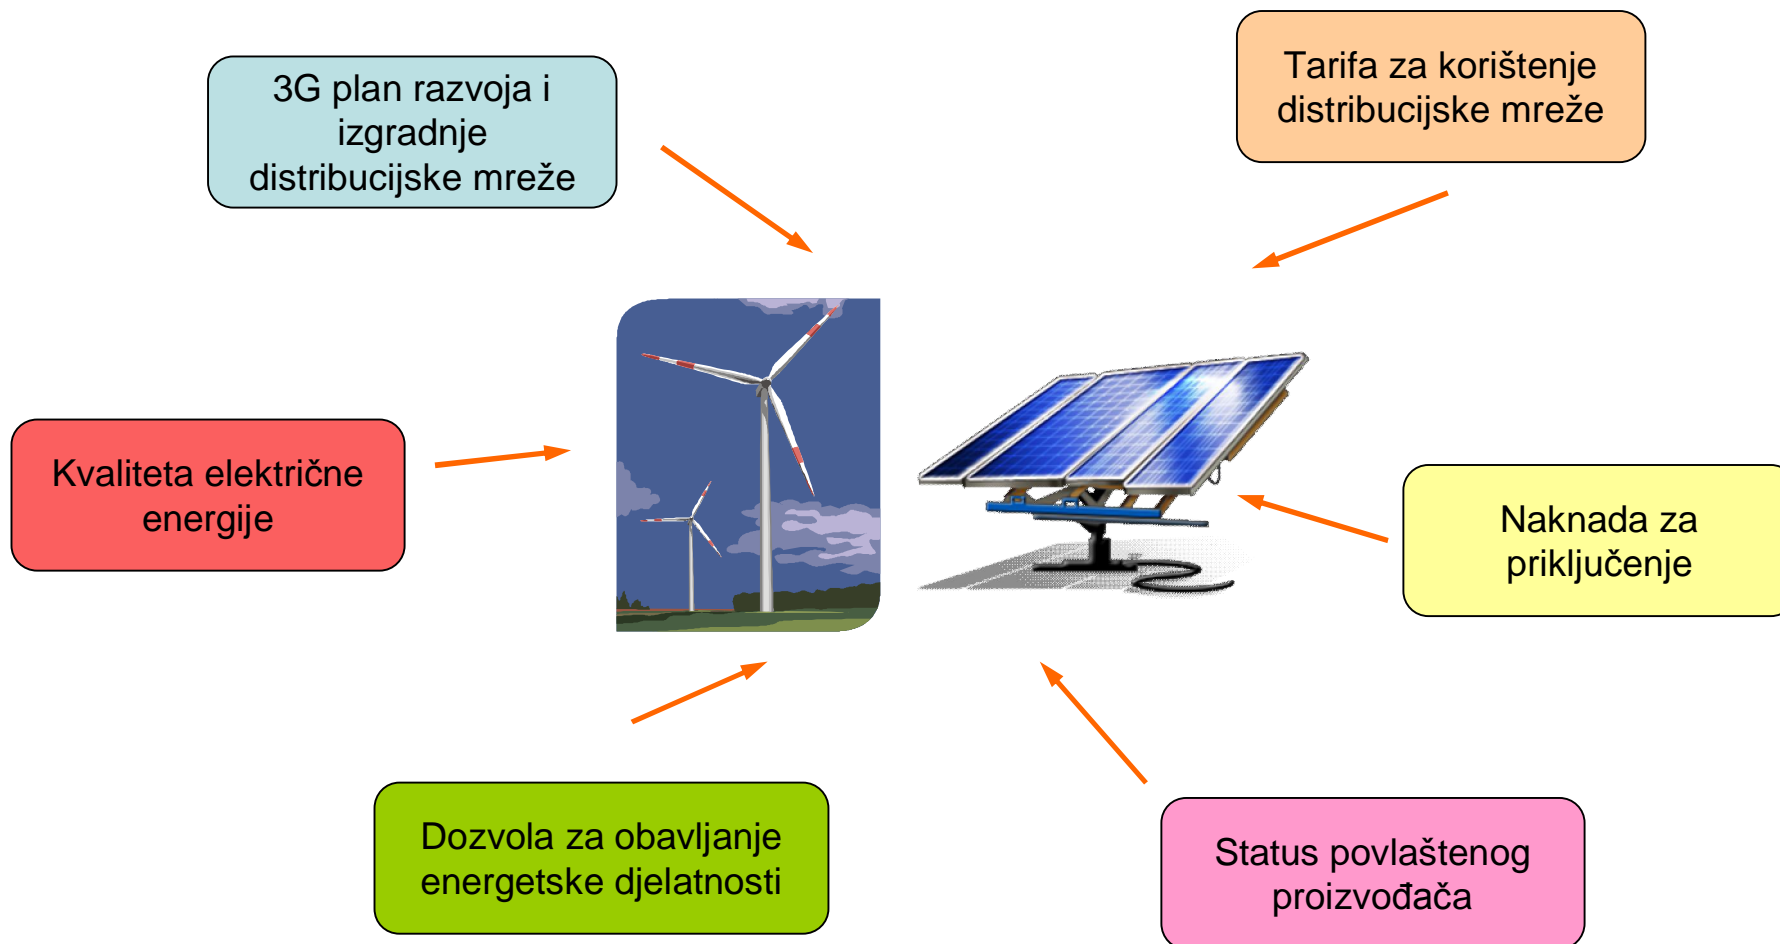 3G plan razvoja i
izgradnje
distribucijske mreže
Tarifa za korištenje
distribucijske mreže
Kvaliteta električne
energije
Naknada za
priključenje
Dozvola za obavljanje
energetske djelatnosti
Status povlaštenog
proizvođača